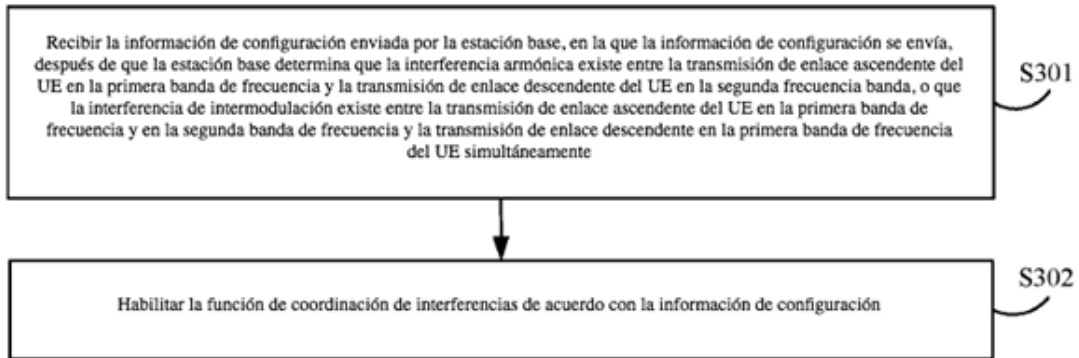 Recibir la información de configuración enviada por la estación base, en la que la información de configuración se envía,
después de que la estación base determina que la interferencia armónica existe entre la transmisión de enlace ascendente del
UE en la primera banda de frecuencia y la transmisión de enlace descendente del UE en la segunda frecuencia banda, o que
la interferencia de intermodulación existe entre la transmisión de enlace ascendente del UE en la primera banda de
frecuencia y en la segunda banda de frecuencia y la transmisión de enlace descendente en la primera banda de frecuencia
del UE simultáneamente
S301
Habilitar la función de coordinación de interferencias de acuerdo con la información de configuración
S302